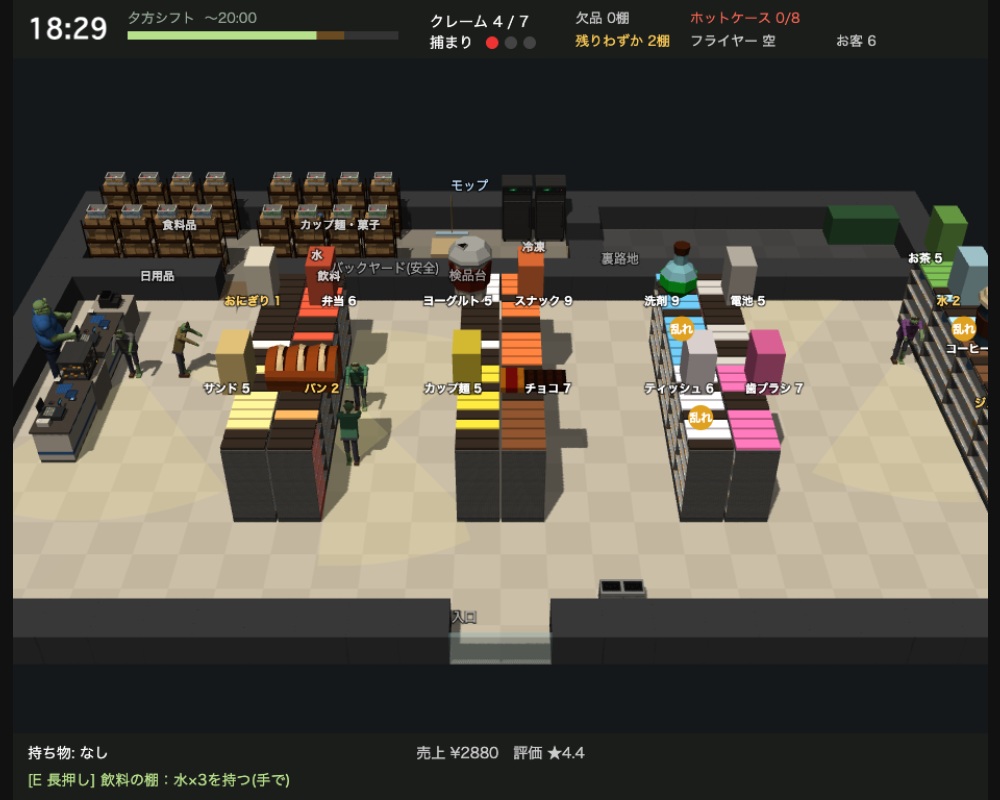 18:29
夕方シフト ～20:00
クレーム 4 / 7
捕まり
欠品 0棚
残りわずか 2棚
ホットケース 0/8
フライヤー 空
お客 6
モップ
食料品
カップ麺・菓子
日用品
水
飲料
バックヤード(安全)
検品台
冷凍
裏路地
お茶 5
おにぎり 1
弁当 6
ヨーグルト 5
スナック 9
洗剤 9
電池 5
氷 2
乱れ
乱れ
コーヒー
サンド 5
パン 2
カップ麺 5
チョコ 7
ティッシュ 6
歯ブラシ 7
乱れ
入口
持ち物: なし
売上 ¥2880 評価 ★4.4
[E 長押し] 飲料の棚：水×3を持つ(手で)